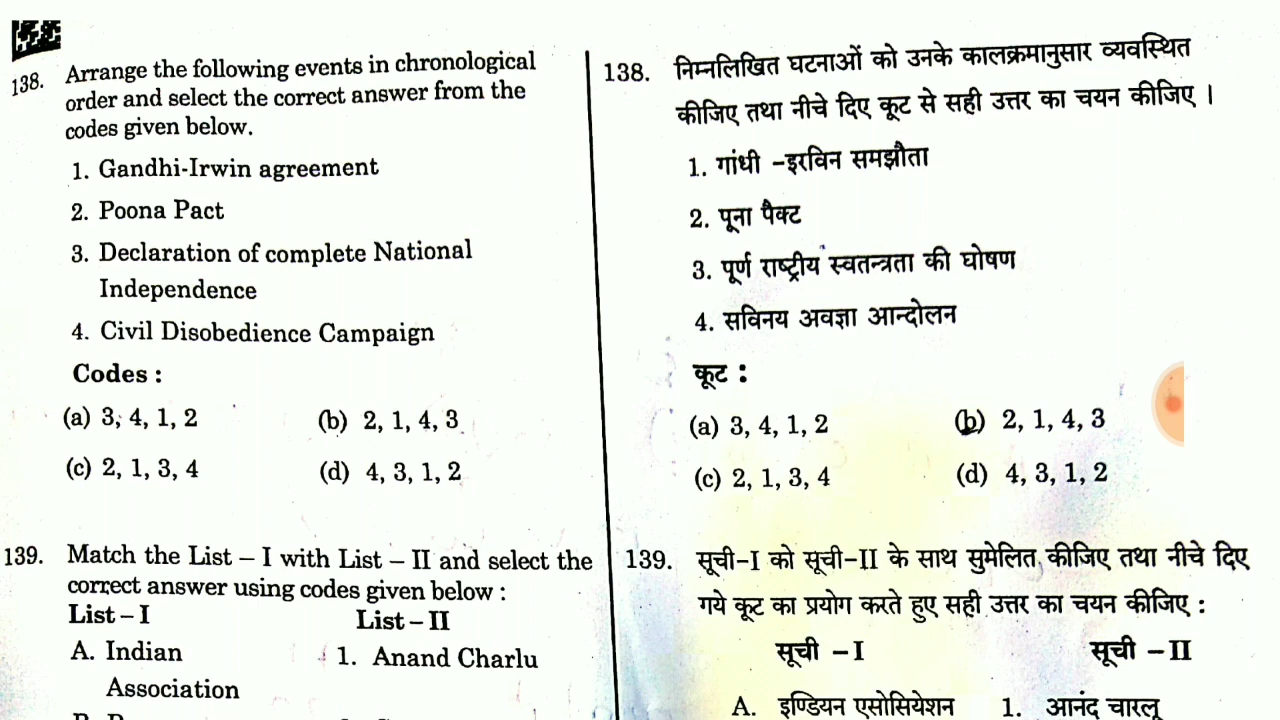 138. Arrange the following events in chronological
order and select the correct answer from the
codes given below.
1. Gandhi-Irwin agreement
2. Poona Pact
3. Declaration of complete National
Independence
4. Civil Disobedience Campaign
Codes :
(a) 3, 4, 1, 2 (b) 2, 1, 4, 3
(c) 2, 1, 3, 4 (d) 4, 3, 1, 2
139. Match the List – I with List – II and select the
correct answer using codes given below :
List – I List – II
A. Indian 1. Anand Charlu
Association
138. निम्नलिखित घटनाओं को उनके कालक्रमानुसार व्यवस्थित
कीजिए तथा नीचे दिए कूट से सही उत्तर का चयन कीजिए ।
1. गांधी –इरविन समझौता
2. पूना पैक्ट
3. पूर्ण राष्ट्रीय स्वतन्त्रता की घोषण
4. सविनय अवज्ञा आन्दोलन
कूट :
(a) 3, 4, 1, 2 (b) 2, 1, 4, 3
(c) 2, 1, 3, 4 (d) 4, 3, 1, 2
139. सूची-I को सूची-II के साथ सुमेलित कीजिए तथा नीचे दिए
गये कूट का प्रयोग करते हुए सही उत्तर का चयन कीजिए :
सूची –I सूची –II
A. इण्डियन एसोसियेशन 1. आनंद चारलू